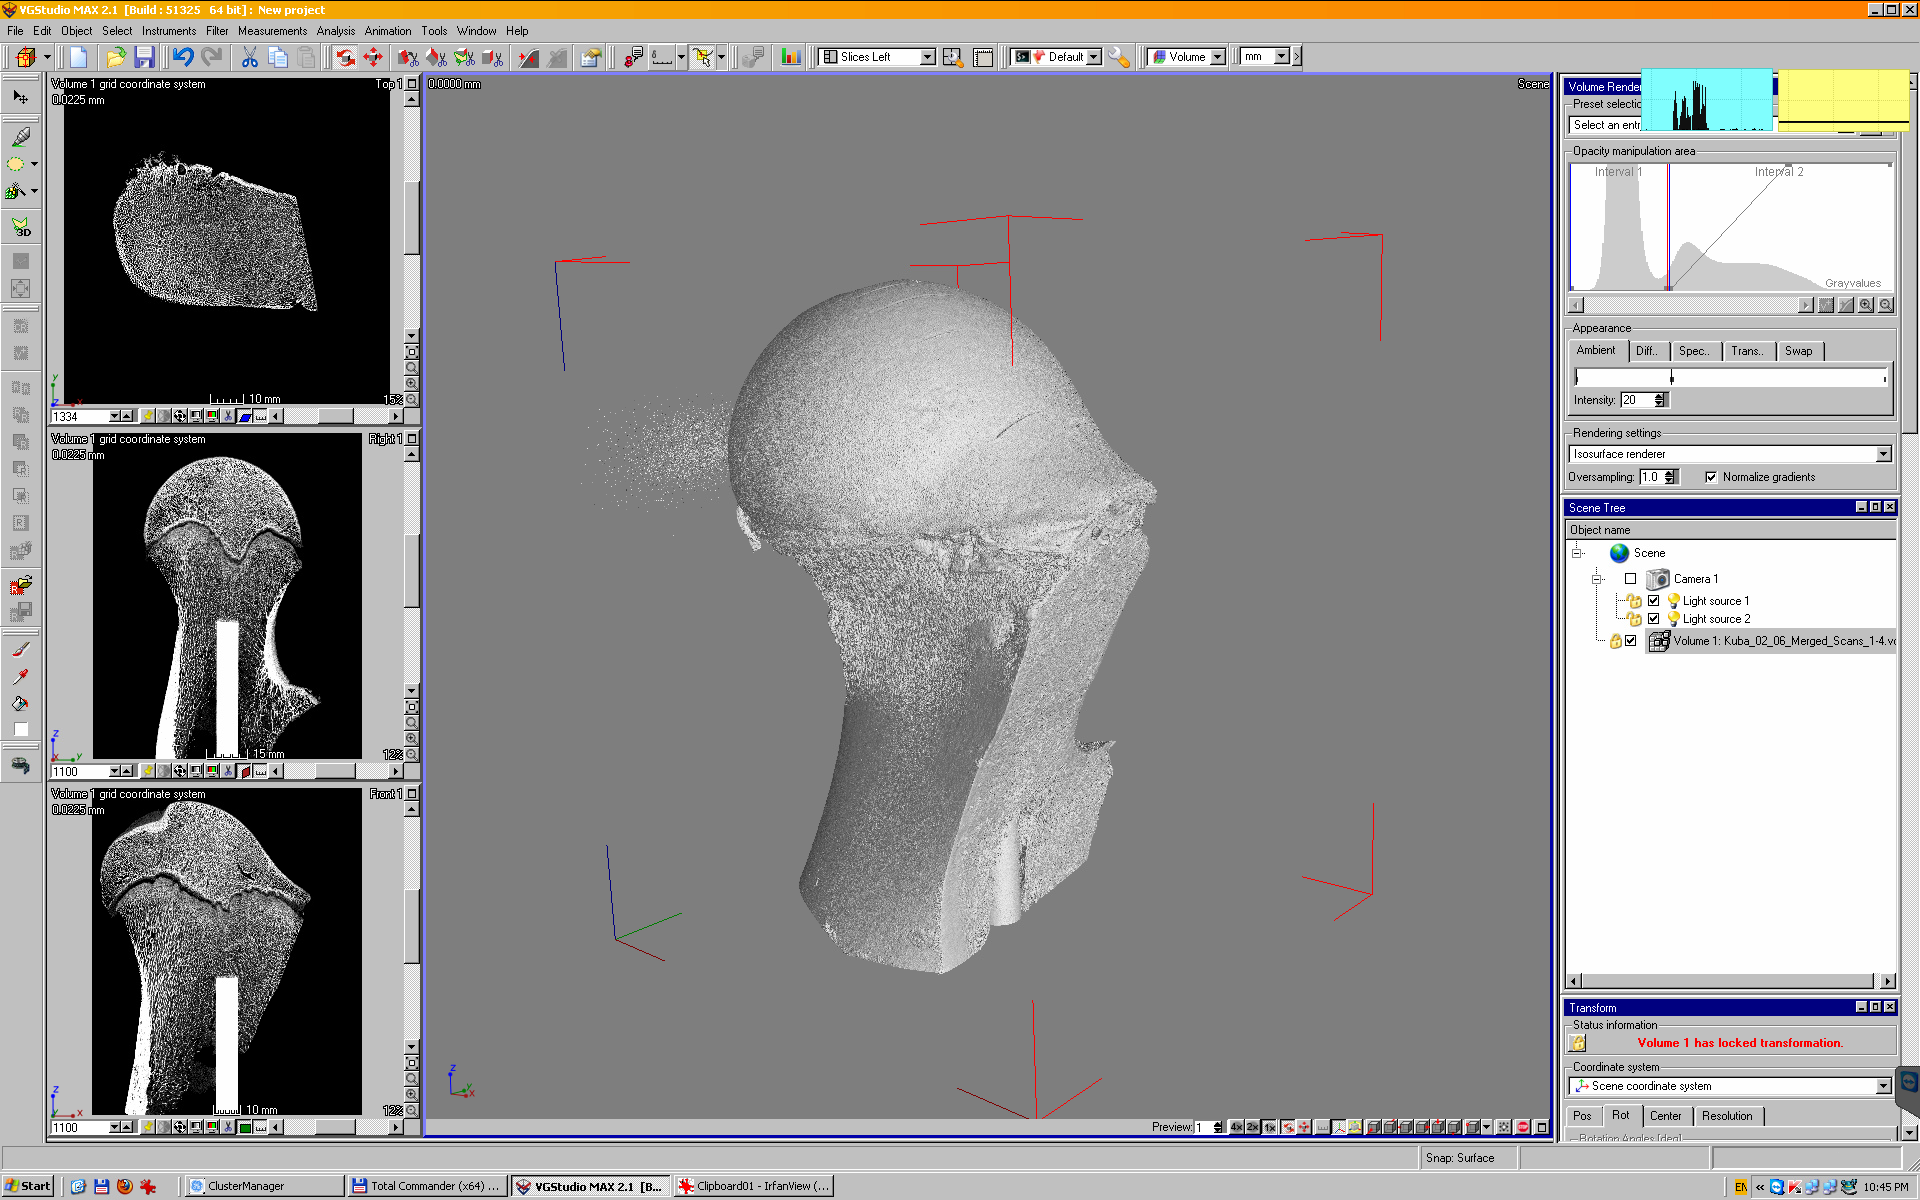 VGStudio MAX 2.1 [Build : 51325 64 bit] : New project
File Edit Object Select Instruments Filter Measurements Analysis Animation Tools Window Help
Slices Left Default Volume mm
Volume 1 grid coordinate system Top 1
0.0225 mm
10 mm 15%
1334
Volume 1 grid coordinate system Right 1
0.0225 mm
15 mm 12%
1100
Volume 1 grid coordinate system Front 1
0.0225 mm
10 mm 12%
1100
0.0000 mm Scene
Preview: 1 4x 2x 1x
Volume Render
Preset selectio
Select an entr
Opacity manipulation area
Interval 1 Interval 2
Grayvalues
Appearance
Ambient Diff.. Spec.. Trans.. Swap
Intensity: 20
Rendering settings
Isosurface renderer
Oversampling: 1.0 Normalize gradients
Scene Tree
Object name
Scene
Camera 1
Light source 1
Light source 2
Volume 1: Kuba_02_06_Merged_Scans_1-4.vo
Transform
Status information
Volume 1 has locked transformation.
Coordinate system
Scene coordinate system
Pos Rot Center Resolution
Rotation Angles [deg]
Snap: Surface
Start ClusterManager Total Commander (x64) ... VGStudio MAX 2.1 [B... Clipboard01 - IrfanView (... EN « 10:45 PM